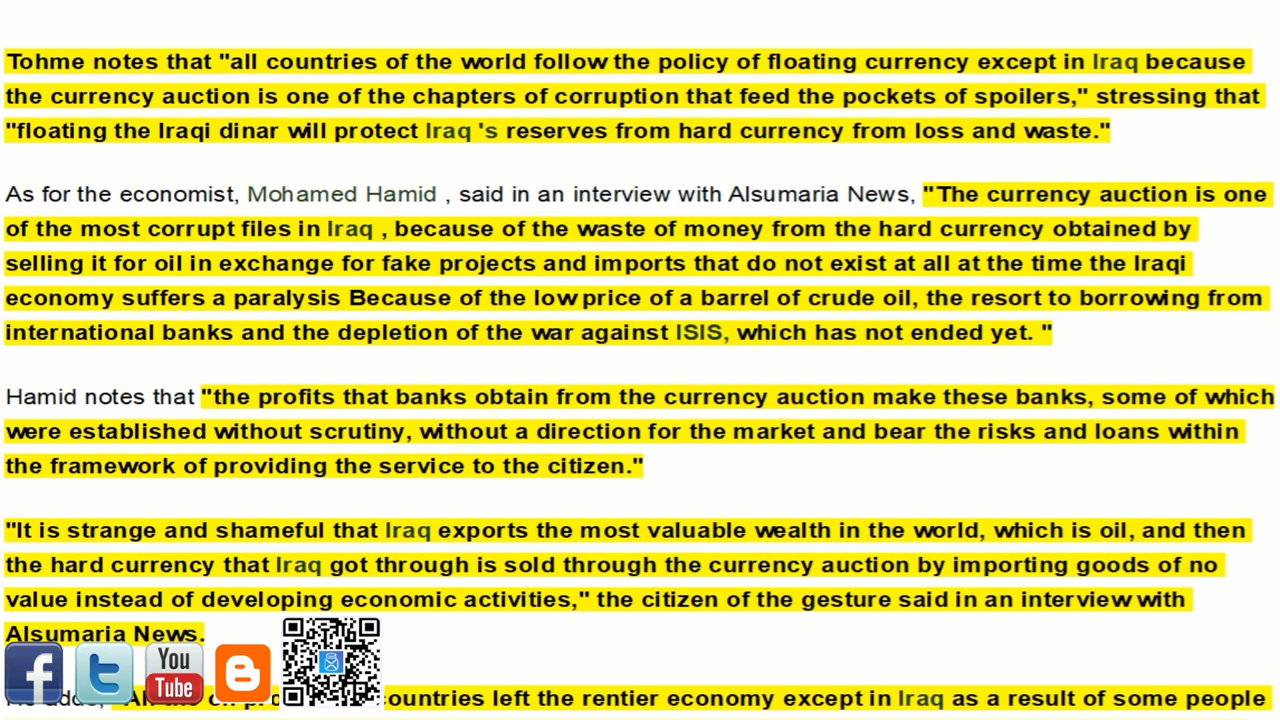 Tohme notes that "all countries of the world follow the policy of floating currency except in Iraq because
the currency auction is one of the chapters of corruption that feed the pockets of spoilers," stressing that
"floating the Iraqi dinar will protect Iraq 's reserves from hard currency from loss and waste."
As for the economist, Mohamed Hamid , said in an interview with Alsumaria News, "The currency auction is one
of the most corrupt files in Iraq , because of the waste of money from the hard currency obtained by
selling it for oil in exchange for fake projects and imports that do not exist at all at the time the Iraqi
economy suffers a paralysis Because of the low price of a barrel of crude oil, the resort to borrowing from
international banks and the depletion of the war against ISIS, which has not ended yet. "
Hamid notes that "the profits that banks obtain from the currency auction make these banks, some of which
were established without scrutiny, without a direction for the market and bear the risks and loans within
the framework of providing the service to the citizen."
"It is strange and shameful that Iraq exports the most valuable wealth in the world, which is oil, and then
the hard currency that Iraq got through is sold through the currency auction by importing goods of no
value instead of developing economic activities," the citizen of the gesture said in an interview with
Alsumaria News.
You
Tube
countries left the rentier economy except in Iraq as a result of some people